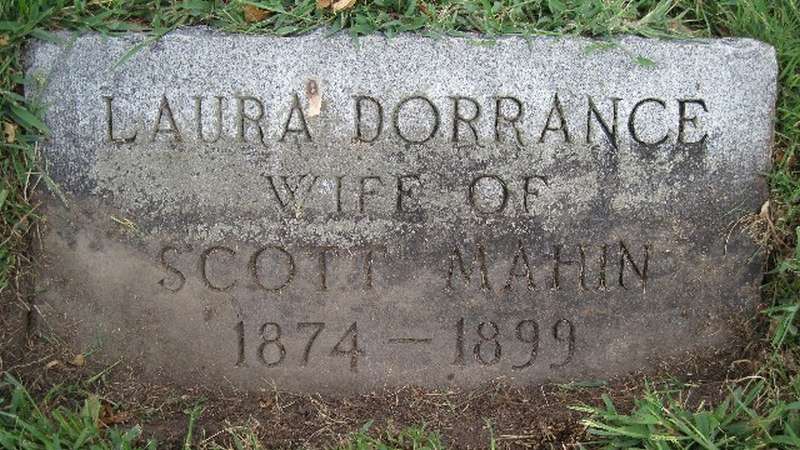 LAURA DORRANCE
WIFE OF
SCOTT MAHIN
1874 — 1899